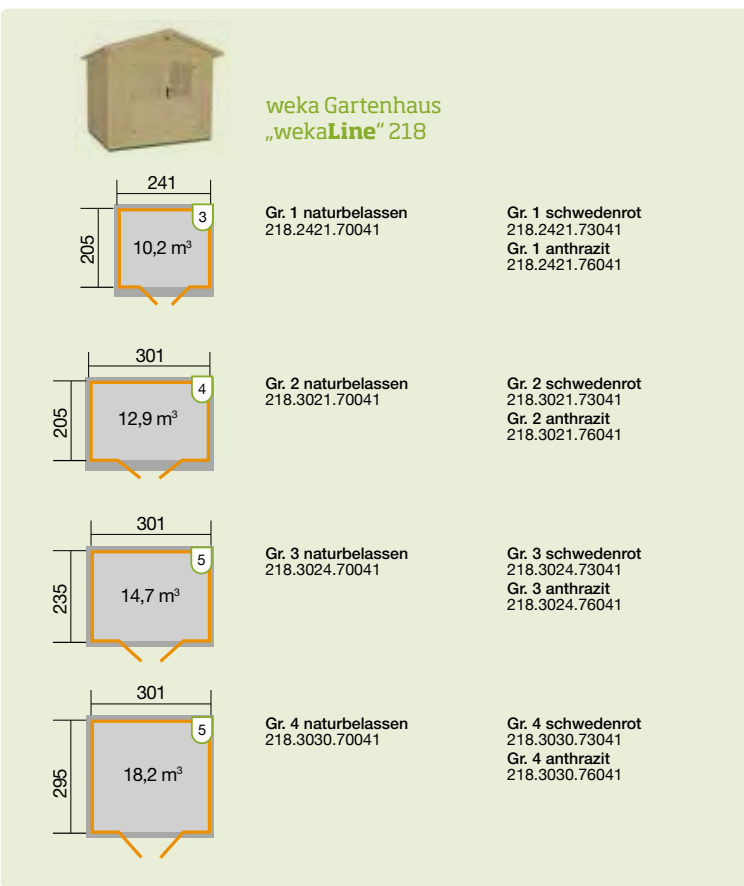 weka Gartenhaus
„wekaLine“ 218
241
205
3
10,2 m³
Gr. 1 naturbelassen
218.2421.70041
Gr. 1 schwedenrot
218.2421.73041
Gr. 1 anthrazit
218.2421.76041
301
205
4
12,9 m³
Gr. 2 naturbelassen
218.3021.70041
Gr. 2 schwedenrot
218.3021.73041
Gr. 2 anthrazit
218.3021.76041
301
235
5
14,7 m³
Gr. 3 naturbelassen
218.3024.70041
Gr. 3 schwedenrot
218.3024.73041
Gr. 3 anthrazit
218.3024.76041
301
295
5
18,2 m³
Gr. 4 naturbelassen
218.3030.70041
Gr. 4 schwedenrot
218.3030.73041
Gr. 4 anthrazit
218.3030.76041